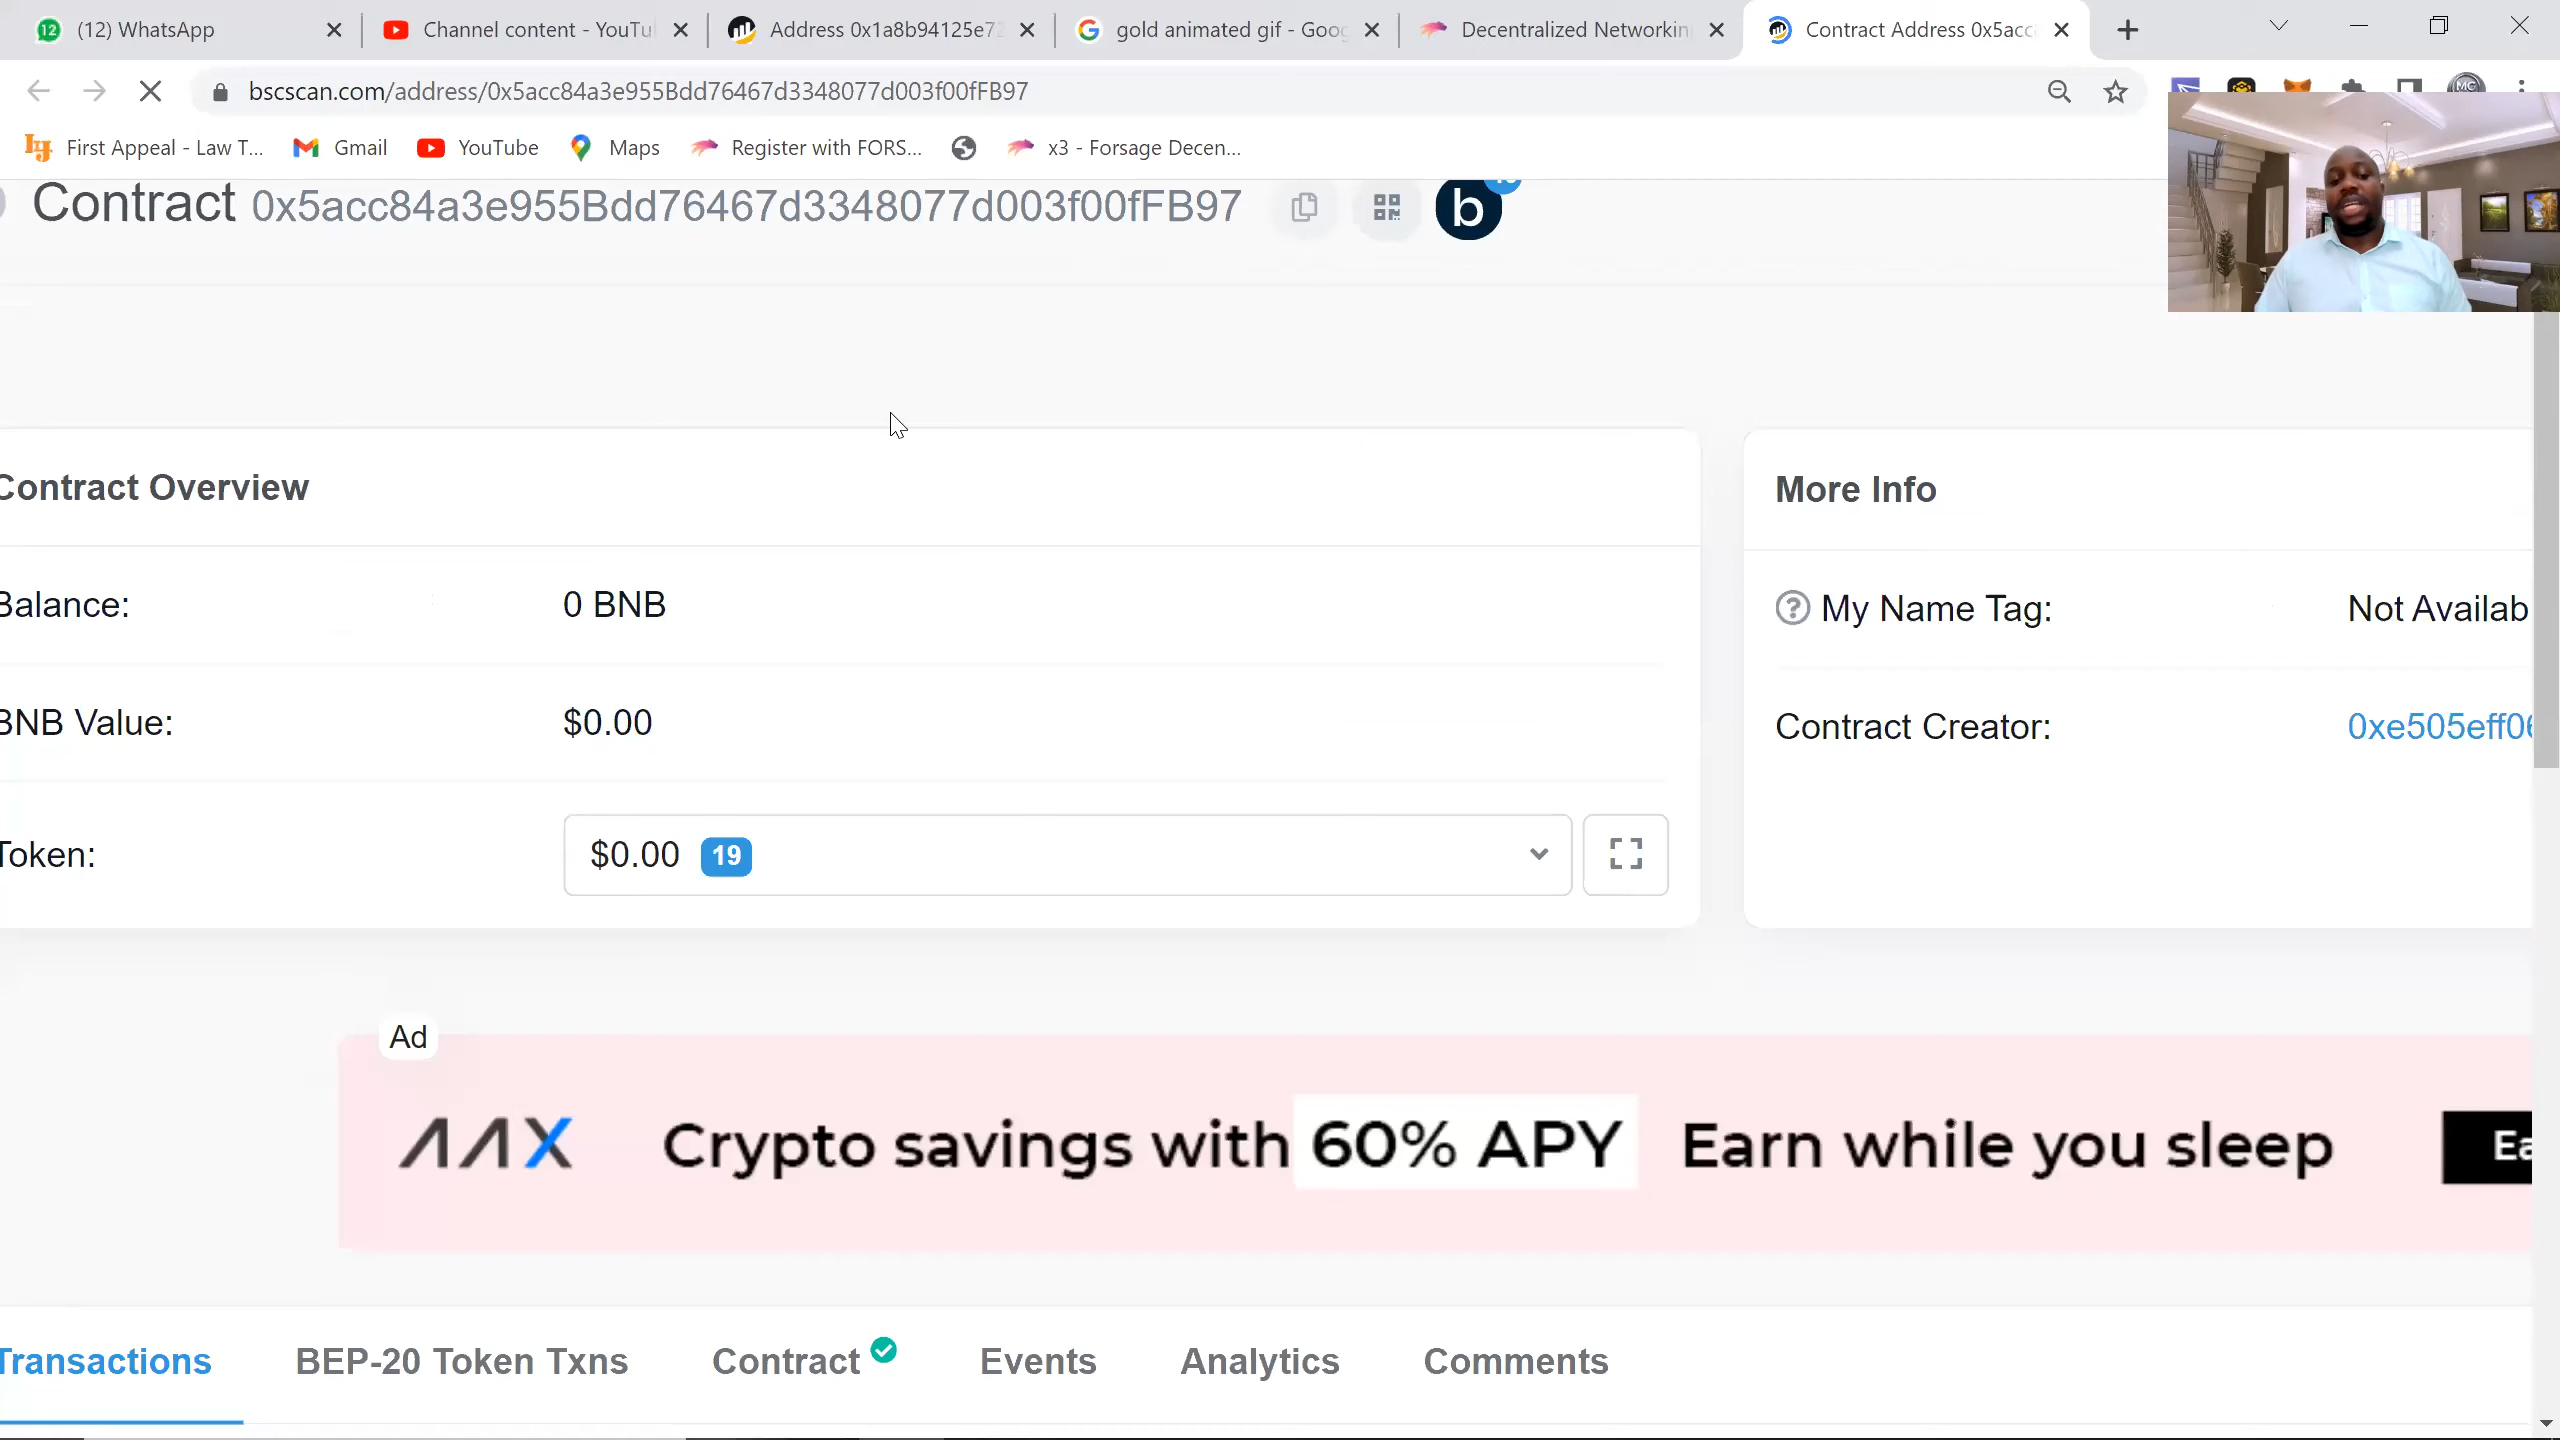 (12) WhatsApp
Channel content - YouTu
Address 0x1a8b94125e72
gold animated gif - Goog
Decentralized Networkin
Contract Address 0x5acc
bscscan.com/address/0x5acc84a3e955Bdd76467d3348077d003f00fFB97
First Appeal - Law T...
Gmail
YouTube
Maps
Register with FORS...
x3 - Forsage Decen...
Contract 0x5acc84a3e955Bdd76467d3348077d003f00fFB97
b
Contract Overview
Balance:
0 BNB
BNB Value:
$0.00
Token:
$0.00 19
More Info
My Name Tag:
Not Availab
Contract Creator:
0xe505eff06
Ad
AAX
Crypto savings with 60% APY
Earn while you sleep
Ea
Transactions
BEP-20 Token Txns
Contract
Events
Analytics
Comments